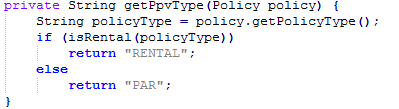 private String getPpvType(Policy policy) {
    String policyType = policy.getPolicyType();
    if (isRental(policyType))
        return "RENTAL";
    else
        return "PAR";
}